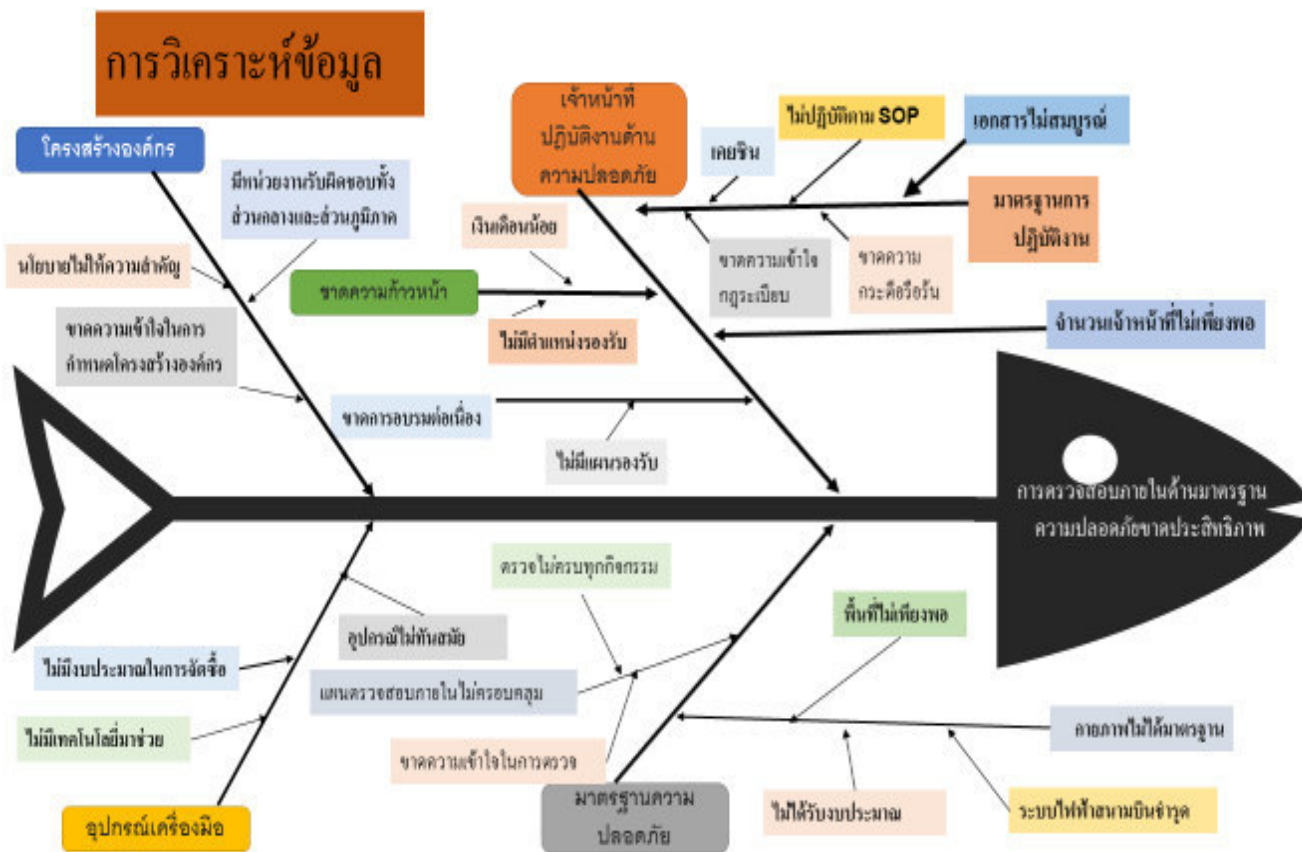 การวิเคราะห์ข้อมูล
โครงสร้างองค์กร
มีหน่วยงานรับผิดชอบทั้ง
ส่วนกลางและส่วนภูมิภาค
นโยบายไม่ให้ความสำคัญ
ขาดความเข้าใจในการ
กำหนดโครงสร้างองค์กร
เจ้าหน้าที่
ปฏิบัติงานด้าน
ความปลอดภัย
เคยชิน
ไม่ปฏิบัติตาม SOP
เอกสารไม่สมบูรณ์
มาตรฐานการ
ปฏิบัติงาน
ขาดความเข้าใจ
กฎระเบียบ
ขาดความ
กระตือรือร้น
เงินเดือนน้อย
ขาดความก้าวหน้า
ไม่มีตำแหน่งรองรับ
จำนวนเจ้าหน้าที่ไม่เพียงพอ
ขาดการอบรมต่อเนื่อง
ไม่มีแผนรองรับ
การตรวจสอบภายในด้านมาตรฐาน
ความปลอดภัยขาดประสิทธิภาพ
ตรวจไม่ครบทุกกิจกรรม
อุปกรณ์ไม่ทันสมัย
พื้นที่ไม่เพียงพอ
ไม่มีงบประมาณในการจัดซื้อ
แผนตรวจสอบภายในไม่ครอบคลุม
ไม่มีเทคโนโลยี่มาช่วย
ขาดความเข้าใจในการตรวจ
กายภาพไม่ได้มาตรฐาน
อุปกรณ์เครื่องมือ
มาตรฐานความ
ปลอดภัย
ไม่ได้รับงบประมาณ
ระบบไฟฟ้าสนามบินชำรุด